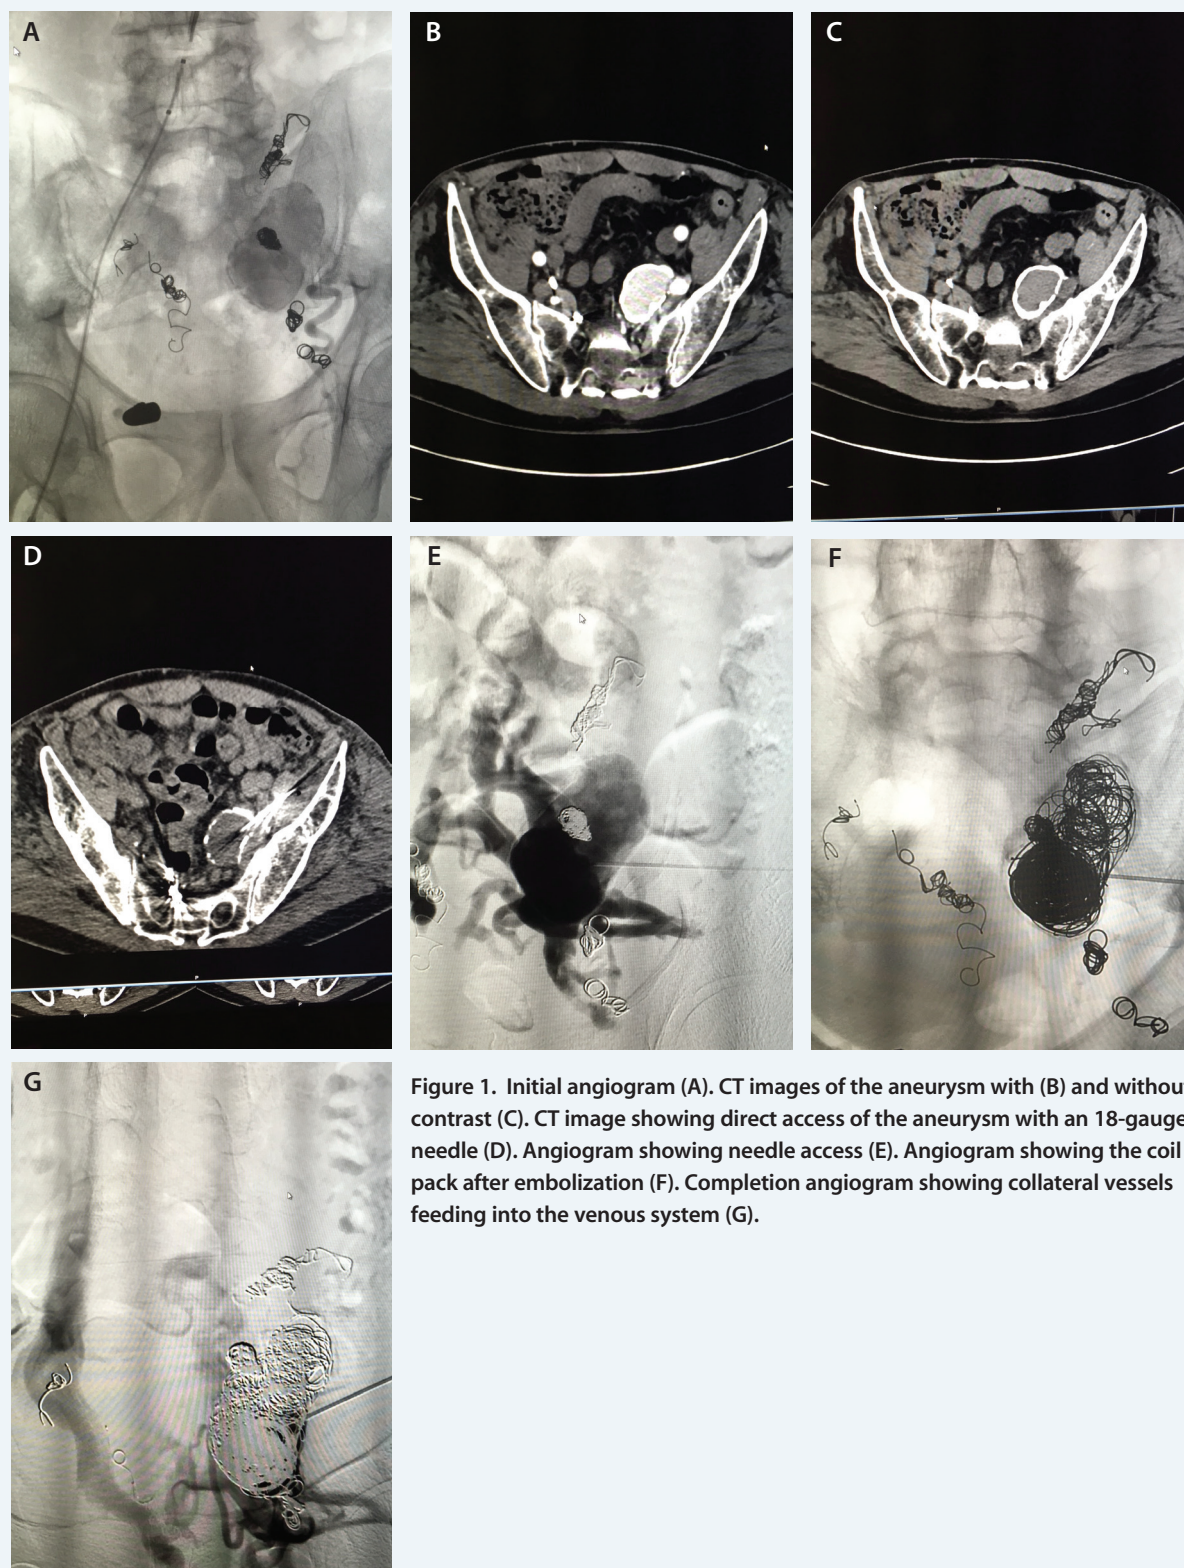 A
B
C
D
E
F
G
Figure 1. Initial angiogram (A). CT images of the aneurysm with (B) and without
contrast (C). CT image showing direct access of the aneurysm with an 18-gauge
needle (D). Angiogram showing needle access (E). Angiogram showing the coil
pack after embolization (F). Completion angiogram showing collateral vessels
feeding into the venous system (G).